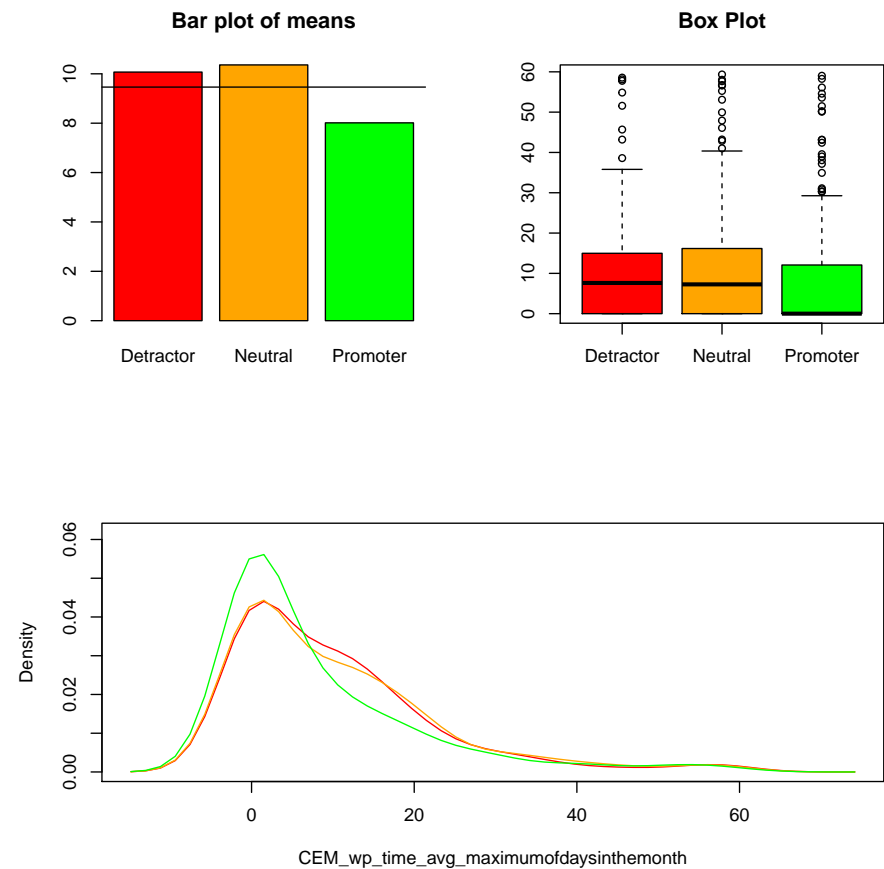 Bar plot of means
0 2 4 6 8 10
Detractor Neutral Promoter
Box Plot
0 10 20 30 40 50 60
Detractor Neutral Promoter
Density
0.00 0.02 0.04 0.06
0 20 40 60
CEM_wp_time_avg_maximumofdaysinthemonth